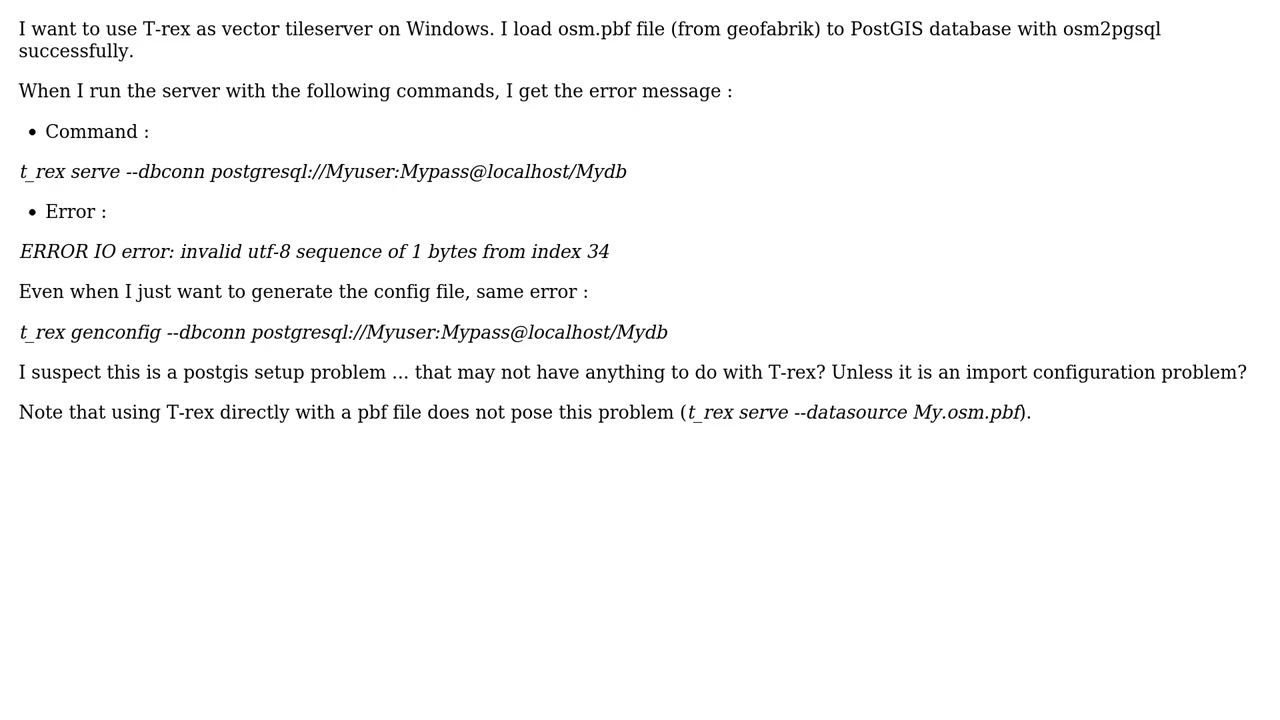 I want to use T-rex as vector tileserver on Windows. I load osm.pbf file (from geofabrik) to PostGIS database with osm2pgsql
successfully.
When I run the server with the following commands, I get the error message :
• Command :
t_rex serve --dbconn postgresql://Myuser:Mypass@localhost/Mydb
• Error :
ERROR IO error: invalid utf-8 sequence of 1 bytes from index 34
Even when I just want to generate the config file, same error :
t_rex genconfig --dbconn postgresql://Myuser:Mypass@localhost/Mydb
I suspect this is a postgis setup problem ... that may not have anything to do with T-rex? Unless it is an import configuration problem?
Note that using T-rex directly with a pbf file does not pose this problem (t_rex serve --datasource My.osm.pbf).